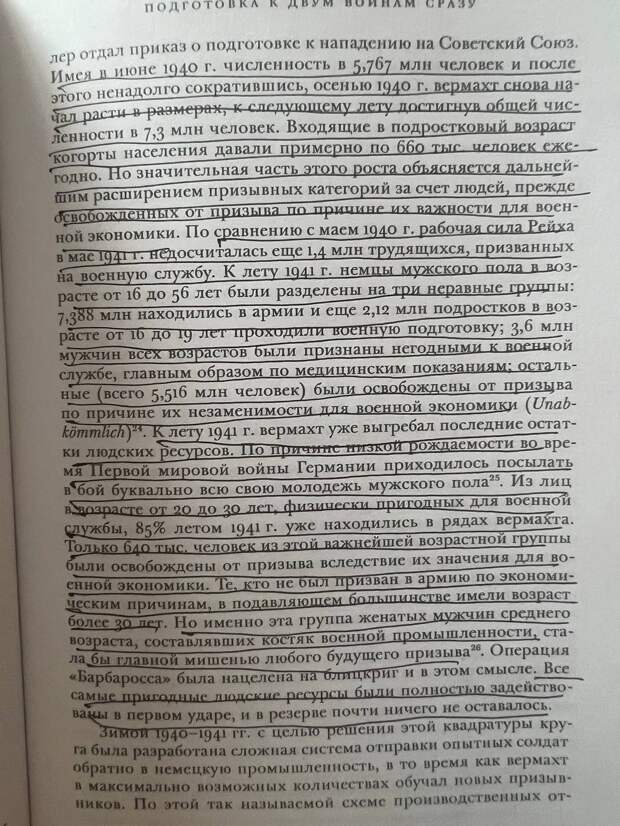 ПОДГОТОВКА К ДВУМ ВОЙНАМ СРАЗУ
лер отдал приказ о подготовке к нападению на Советский Союз.
Имея в июне 1940 г. численность в 5,767 млн человек и после
этого ненадолго сократившись, осенью 1940 г. вермахт снова на-
чал расти в размерах, к следующему лету достигнув общей чис-
ленности в 7,3 млн человек. Входящие в подростковый возраст
когорты населения давали примерно по 660 тыс. человек еже-
годно. Но значительная часть этого роста объясняется дальней-
шим расширением призывных категорий за счет людей, прежде
освобожденных от призыва по причине их важности для воен-
ной экономики. По сравнению с маем 1940 г. рабочая сила Рейха
в мае 1941 г. недосчиталась еще 1,4 млн трудящихся, призванных
на военную службу. К лету 1941 г. немцы мужского пола в воз-
расте от 16 до 56 лет были разделены на три неравные группы:
7,388 млн находились в армии и еще 2,12 млн подростков в воз-
расте от 16 до 19 лет проходили военную подготовку; 3,6 млн
мужчин всех возрастов были признаны негодными к военной
службе, главным образом по медицинским показаниям; осталь-
ные (всего 5,516 млн человек) были освобождены от призыва
по причине их незаменимости для военной экономики (Unab-
kömmlich)²⁴. К лету 1941 г. вермахт уже выгребал последние остат-
ки людских ресурсов. По причине низкой рождаемости во вре-
мя Первой мировой войны Германии приходилось посылать
в бой буквально всю свою молодежь мужского пола²⁵. Из лиц
в возрасте от 20 до 30 лет, физически пригодных для военной
службы, 85% летом 1941 г. уже находились в рядах вермахта.
Только 640 тыс. человек из этой важнейшей возрастной группы
были освобождены от призыва вследствие их значения для во-
енной экономики. Те, кто не был призван в армию по экономи-
ческим причинам, в подавляющем большинстве имели возраст
более 30 лет. Но именно эта группа женатых мужчин среднего
возраста, составлявших костяк военной промышленности, ста-
ла бы главной мишенью любого будущего призыва²⁶. Операция
«Барбаросса» была нацелена на блицкриг и в этом смысле. Все
самые пригодные людские ресурсы были полностью задейство-
ваны в первом ударе, и в резерве почти ничего не оставалось.
Зимой 1940–1941 гг. с целью решения этой квадратуры кру-
га была разработана сложная система отправки опытных солдат
обратно в немецкую промышленность, в то время как вермахт
в максимально возможных количествах обучал новых призыв-
ников. По этой так называемой схеме производственных от-